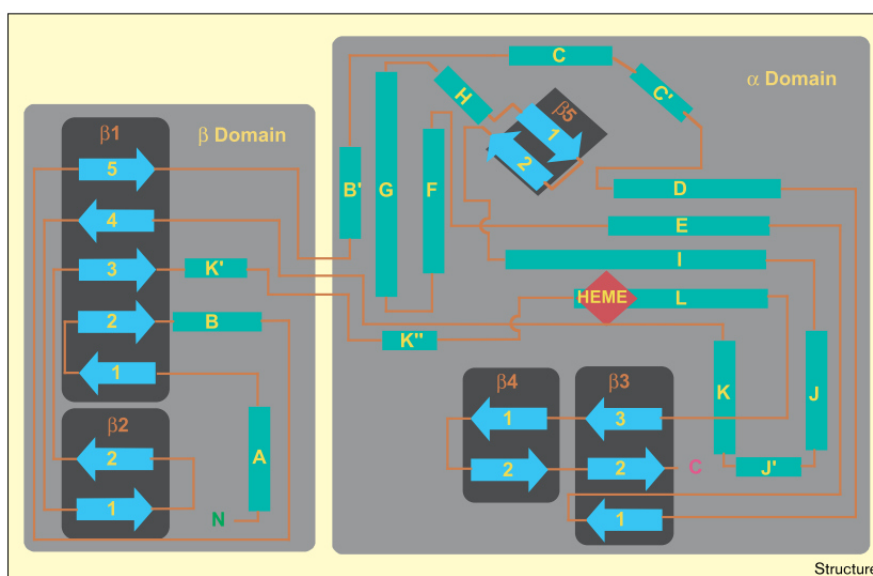 C
α Domain
H
C'
β5
β1
β Domain
1
5
B'
G
F
2
D
4
E
3
K'
I
HEME
L
2
B
K''
1
K
J
β4
β3
β2
1
3
A
2
2
2
C
J'
1
N
1
Structure